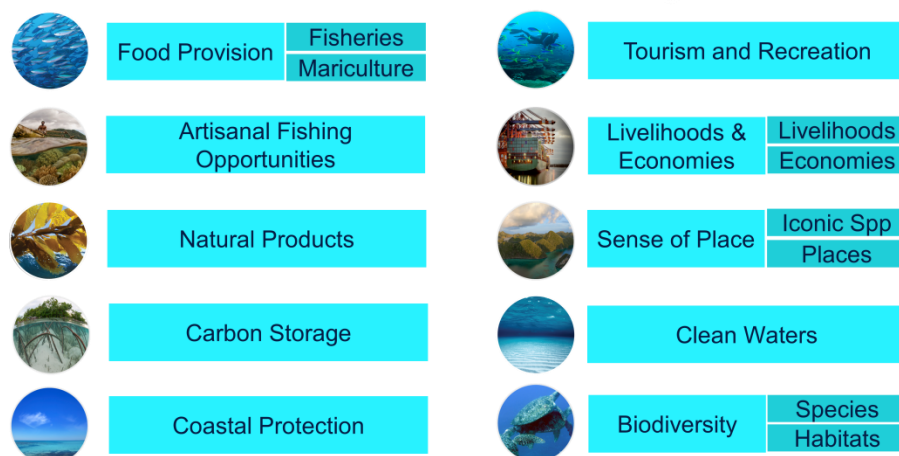 Food Provision
Fisheries
Mariculture
Artisanal Fishing
Opportunities
Natural Products
Carbon Storage
Coastal Protection
Tourism and Recreation
Livelihoods &
Economies
Livelihoods
Economies
Sense of Place
Iconic Spp
Places
Clean Waters
Biodiversity
Species
Habitats